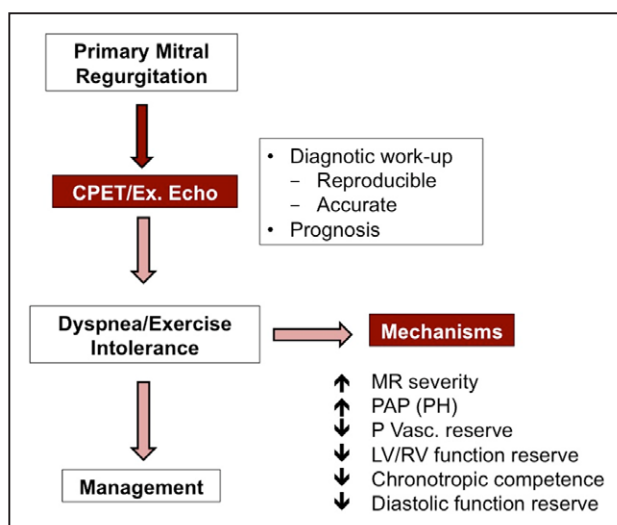 Primary Mitral
Regurgitation
CPET/Ex. Echo
• Diagnostic work-up
– Reproducible
– Accurate
• Prognosis
Dyspnea/Exercise
Intolerance
Mechanisms
↑ MR severity
↑ PAP (PH)
↓ P Vasc. reserve
↓ LV/RV function reserve
↓ Chronotropic competence
↓ Diastolic function reserve
Management